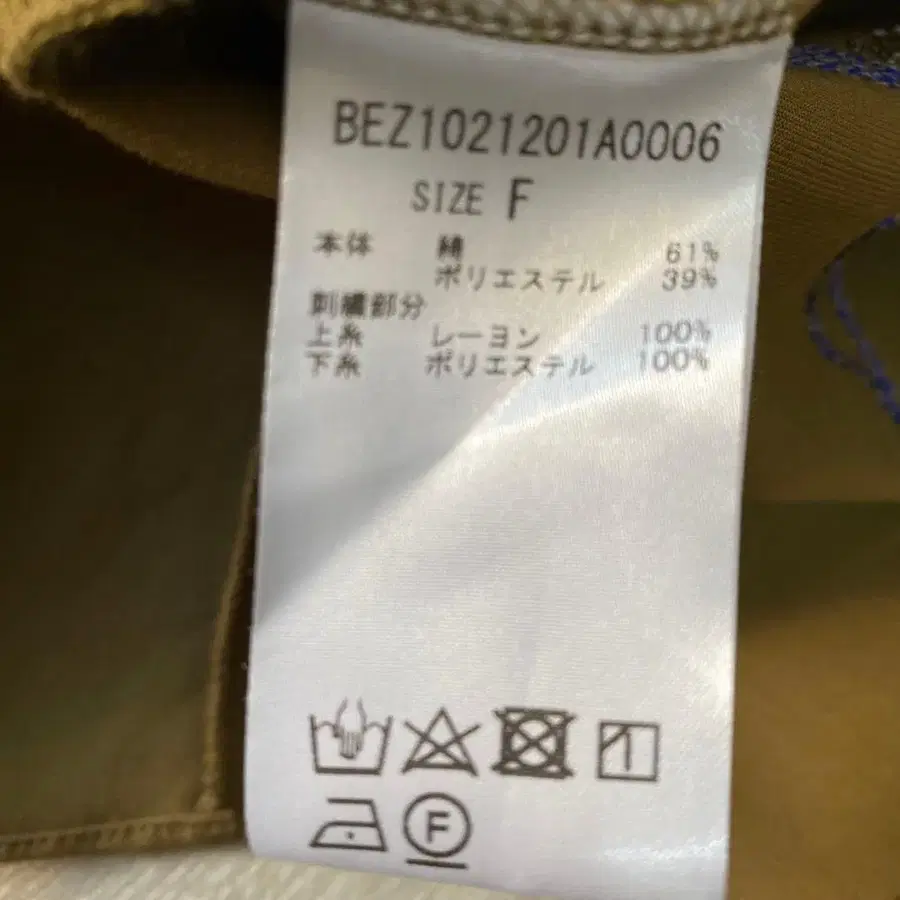 BEZ1021201A0006
SIZE F
本体 綿 61%
ポリエステル 39%
刺繍部分
上糸 レーヨン 100%
下糸 ポリエステル 100%
F